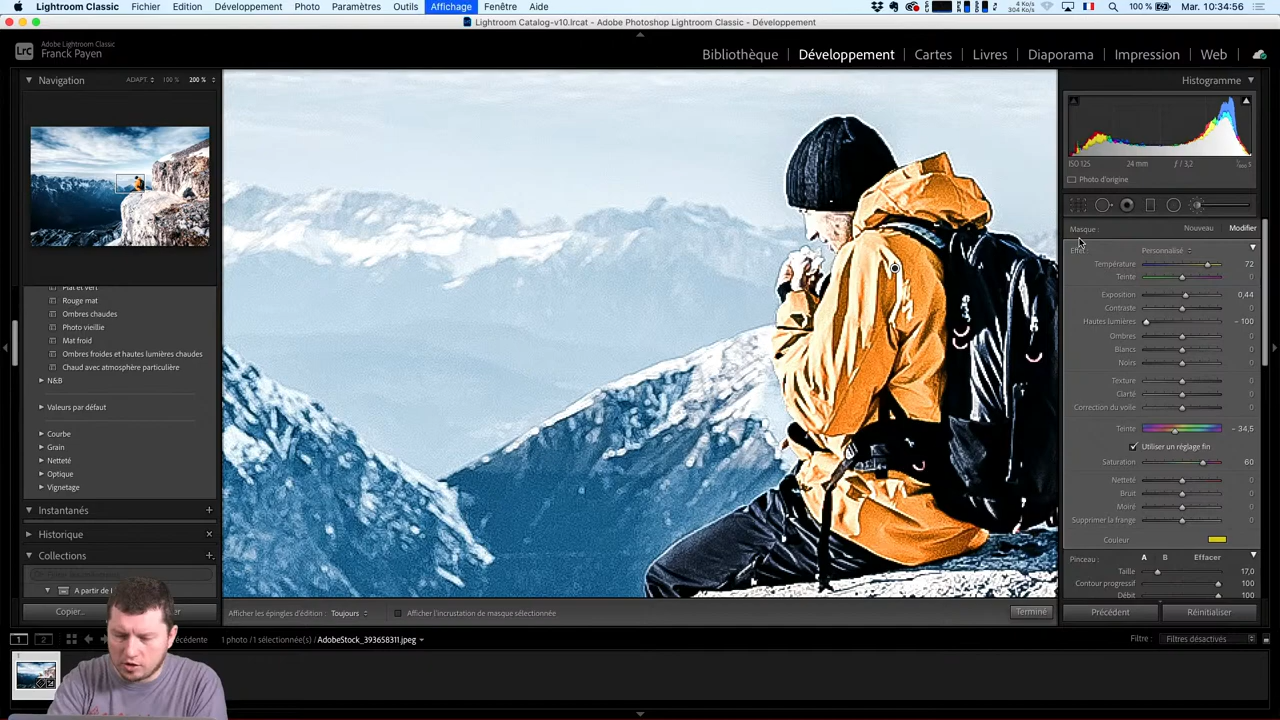 Lightroom Classic Fichier Edition Développement Photo Paramètres Outils Affichage Fenêtre Aide
4 Ko/s
304 Ko/s
100 % Mar. 10:34:56
Lightroom Catalog-v10.lrcat - Adobe Photoshop Lightroom Classic - Développement
Lrc
Adobe Lightroom Classic
Franck Payen
Bibliothèque Développement Cartes Livres Diaporama Impression Web
Navigation ADAPT. 100 % 200 %
Histogramme
ISO 125 24 mm ƒ / 3,2
Photo d'origine
Masque : Nouveau Modifier
Effet : Personnalisé
Température 72
Teinte 0
Exposition 0,44
Contraste 0
Hautes lumières – 100
Ombres 0
Blancs 0
Noirs 0
Texture 0
Clarté 0
Correction du voile 0
Teinte – 34,5
Utiliser un réglage fin
Saturation 60
Netteté 0
Bruit 0
Moiré 0
Supprimer la frange 0
Couleur
Pinceau : A B Effacer
Taille 17,0
Contour progressif 100
Débit 100
Rouge mat
Ombres chaudes
Photo vieillie
Mat froid
Ombres froides et hautes lumières chaudes
Chaud avec atmosphère particulière
N&B
Valeurs par défaut
Courbe
Grain
Netteté
Optique
Vignetage
Instantanés +
Historique ×
Collections +
Copier...
Afficher les épingles d'édition : Toujours Afficher l'incrustation de masque sélectionnée Terminé
Précédent Réinitialiser
1 2 1 photo /1 sélectionnée(s) / AdobeStock_393658311.jpeg
Filtre : Filtres désactivés